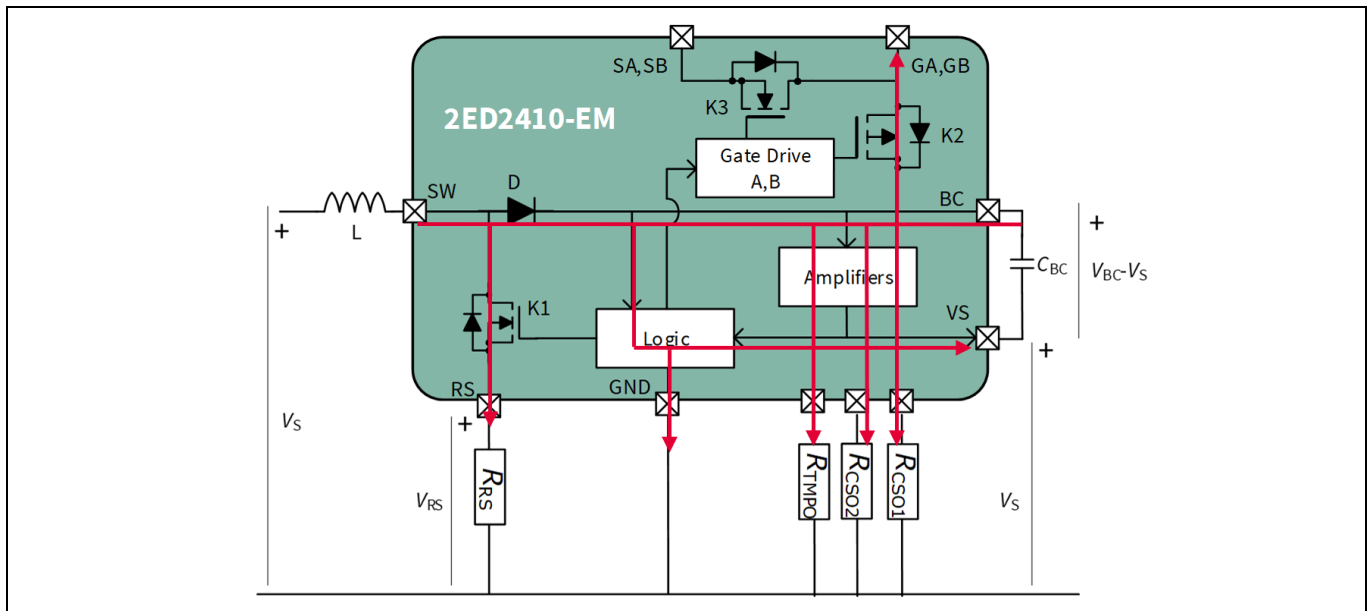 SA,SB
GA,GB
K3
2ED2410-EM
K2
Gate Drive
A,B
SW
D
BC
+
L
+
CBC
VBC-VS
Amplifiers
K1
VS
Logic
+
RS
GND
+
VS
RRS
RTMPO
RCSO2
RCSO1
VRS
VS